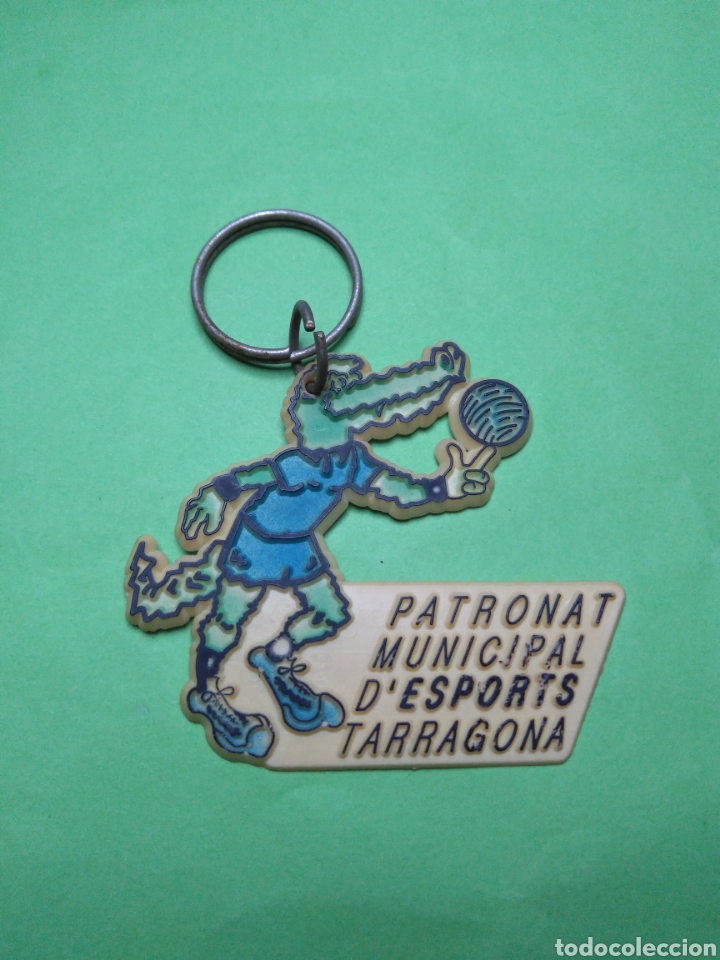 PATRONAT
MUNICIPAL
D'ESPORTS
TARRAGONA
todocoleccion